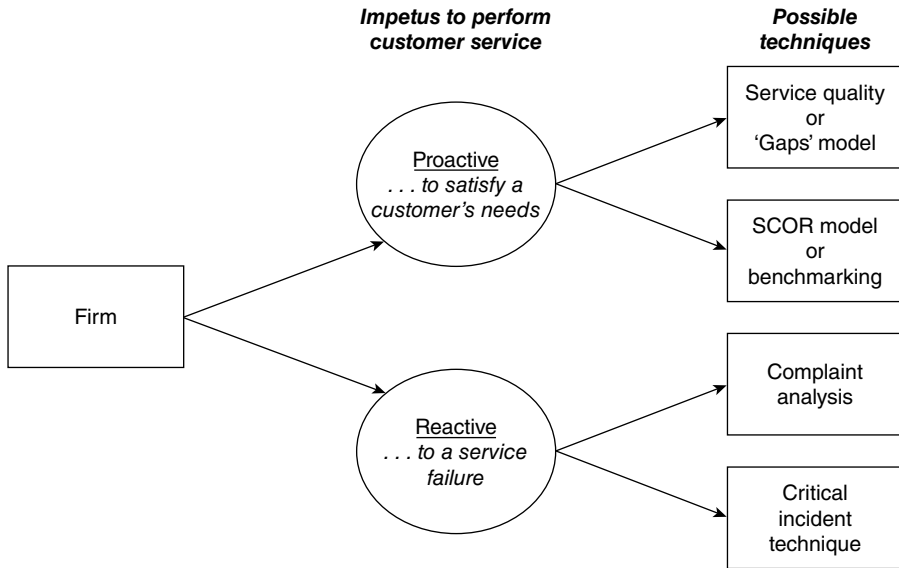 Impetus to perform
customer service
Possible
techniques
Service quality
or
‘Gaps’ model
Proactive
. . . to satisfy a
customer’s needs
SCOR model
or
benchmarking
Firm
Complaint
analysis
Reactive
. . . to a service
failure
Critical
incident
technique